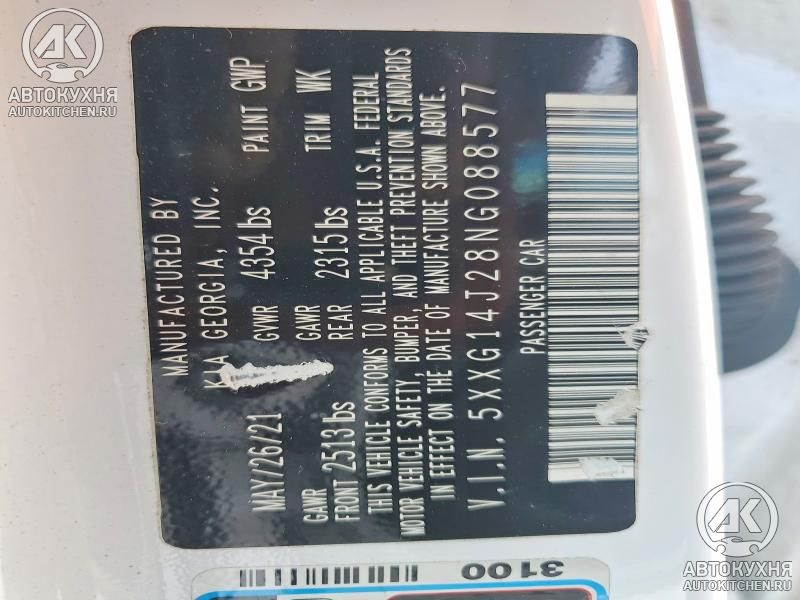 MANUFACTURED BY
KIA GEORGIA, INC.
MAY/26/21 GVWR 4354lbs PAINT GWP
GAWR FRONT 2513lbs GAWR REAR 2315lbs TRIM WK
THIS VEHICLE CONFORMS TO ALL APPLICABLE U.S.A. FEDERAL
MOTOR VEHICLE SAFETY, BUMPER, AND THEFT PREVENTION STANDARDS
IN EFFECT ON THE DATE OF MANUFACTURE SHOWN ABOVE.
V.I.N. 5XXG14J28NG088577
PASSENGER CAR
3100
AK
АВТОКУХНЯ
AUTOKITCHEN.RU
AK
АВТОКУХНЯ
AUTOKITCHEN.RU